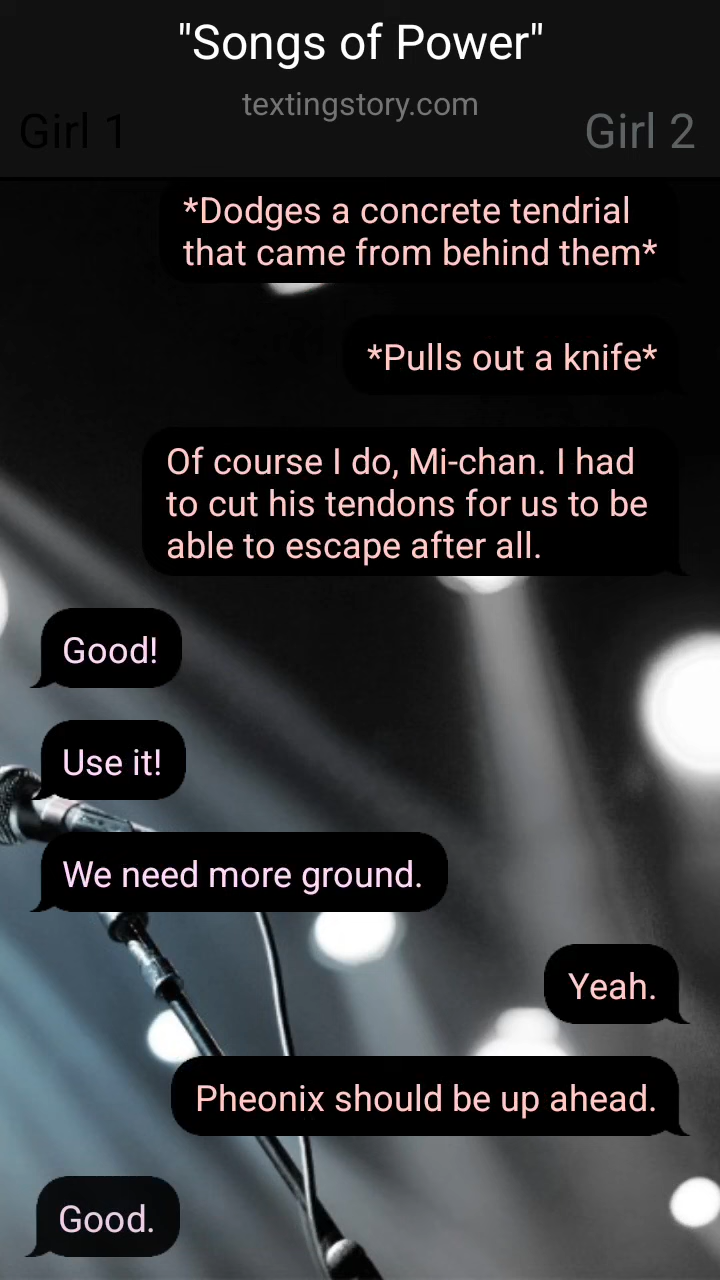 "Songs of Power"
textingstory.com
Girl 1
Girl 2
*Dodges a concrete tendrial
that came from behind them*
*Pulls out a knife*
Of course I do, Mi-chan. I had
to cut his tendons for us to be
able to escape after all.
Good!
Use it!
We need more ground.
Yeah.
Pheonix should be up ahead.
Good.